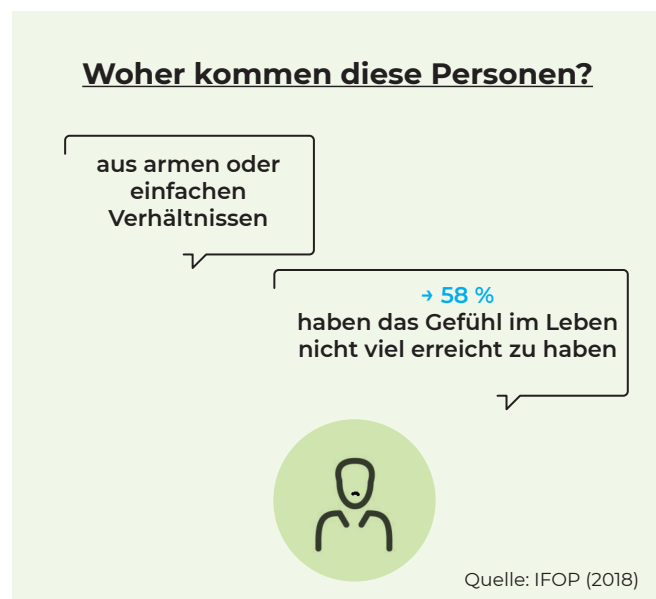 Woher kommen diese Personen?
aus armen oder
einfachen
Verhältnissen
→ 58 %
haben das Gefühl im Leben
nicht viel erreicht zu haben
Quelle: IFOP (2018)